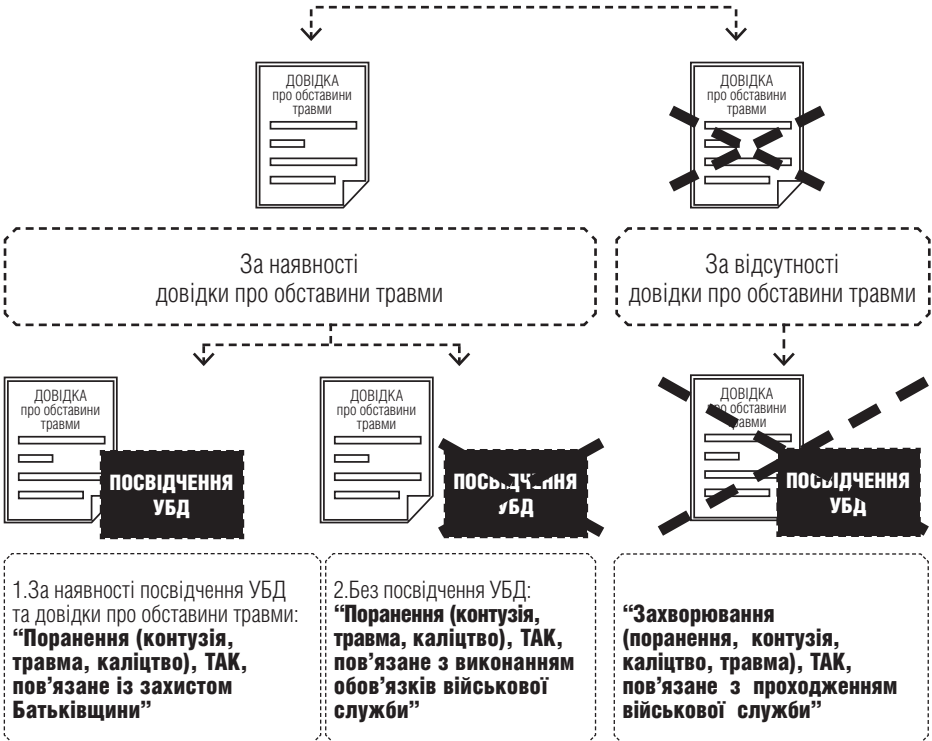 ДОВІДКА
про обставини
травми
ДОВІДКА
про обставини
травми
За наявності
довідки про обставини травми
За відсутності
довідки про обставини травми
ДОВІДКА
про обставини
травми
ПОСВІДЧЕННЯ
УБД
ДОВІДКА
про обставини
травми
ПОСВІДЧЕННЯ
УБД
ДОВІДКА
про обставини
травми
ПОСВІДЧЕННЯ
УБД
1.За наявності посвідчення УБД
та довідки про обставини травми:
“Поранення (контузія,
травма, каліцтво), ТАК,
пов’язане із захистом
Батьківщини”
2.Без посвідчення УБД:
“Поранення (контузія,
травма, каліцтво), ТАК,
пов’язане з виконанням
обов’язків військової
служби”
“Захворювання
(поранення, контузія,
каліцтво, травма), ТАК,
пов’язане з проходженням
військової служби”